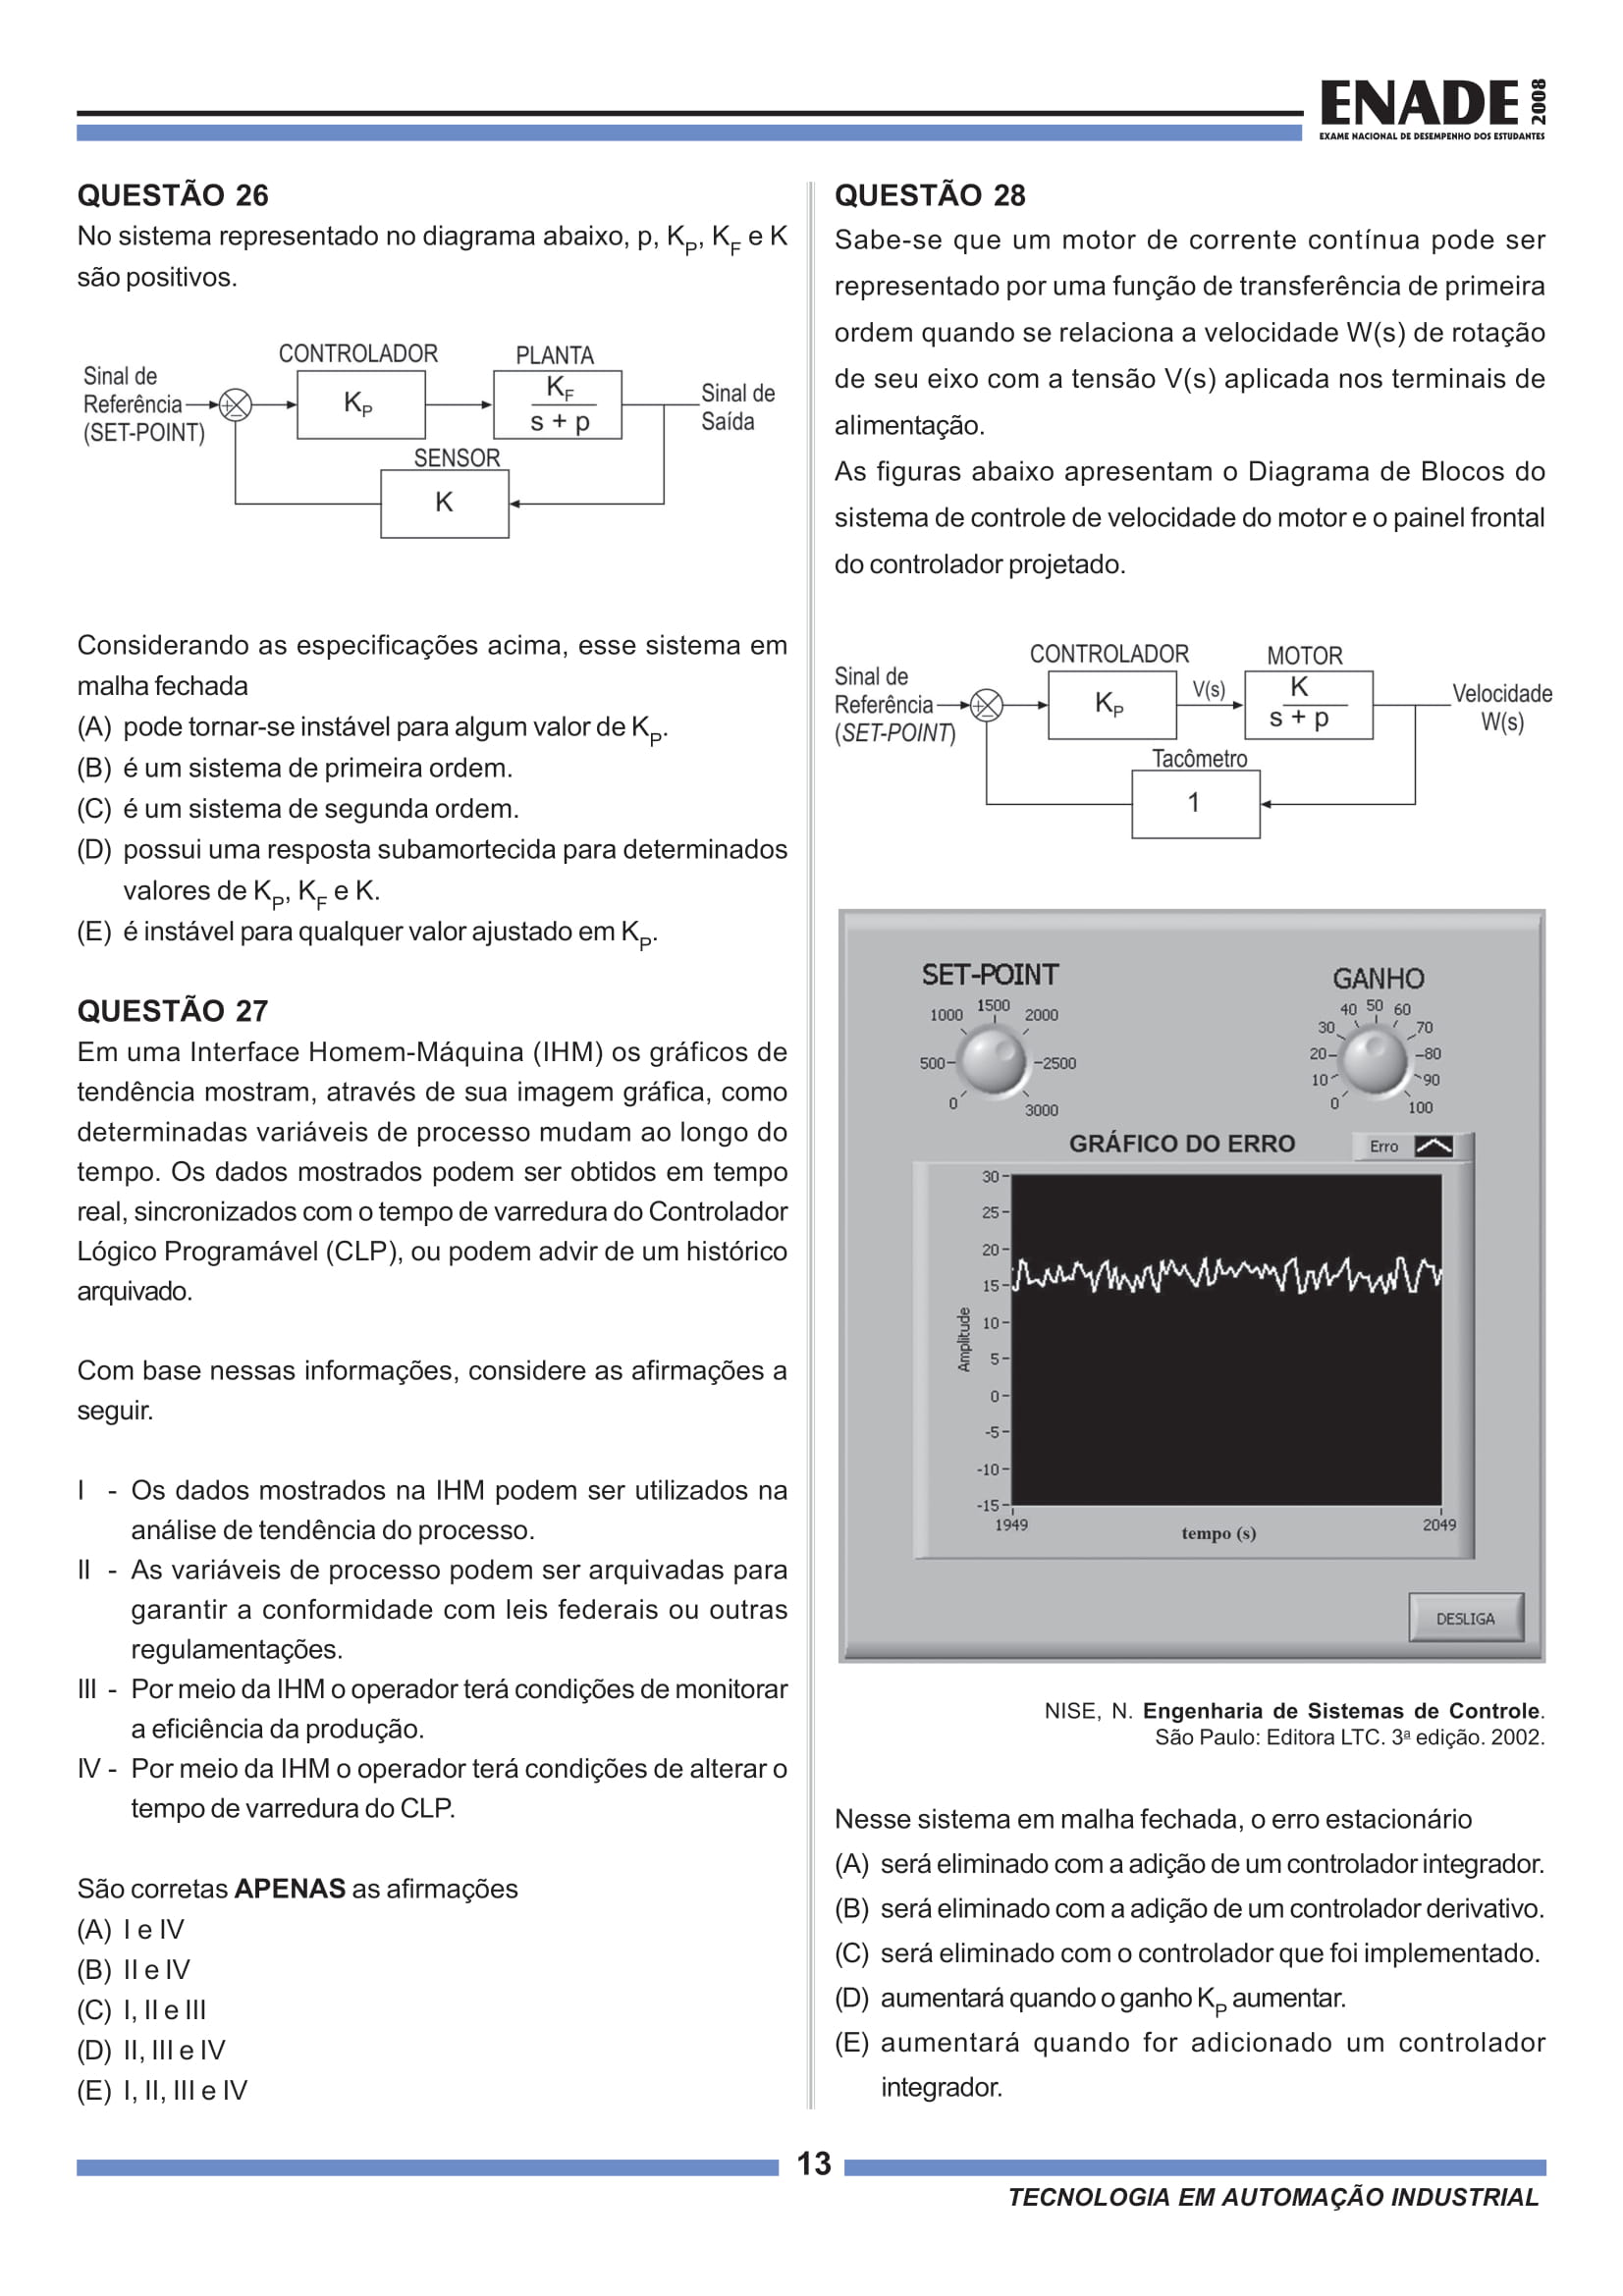 ENADE 2008
EXAME NACIONAL DE DESEMPENHO DOS ESTUDANTES
QUESTÃO 26
No sistema representado no diagrama abaixo, p, KP, KF e K
são positivos.
CONTROLADOR
PLANTA
Sinal de
Referência
(SET-POINT)
+
−
KP
KF
s + p
Sinal de
Saída
SENSOR
K
Considerando as especificações acima, esse sistema em
malha fechada
(A) pode tornar-se instável para algum valor de KP.
(B) é um sistema de primeira ordem.
(C) é um sistema de segunda ordem.
(D) possui uma resposta subamortecida para determinados
valores de KP, KF e K.
(E) é instável para qualquer valor ajustado em KP.
QUESTÃO 27
Em uma Interface Homem-Máquina (IHM) os gráficos de
tendência mostram, através de sua imagem gráfica, como
determinadas variáveis de processo mudam ao longo do
tempo. Os dados mostrados podem ser obtidos em tempo
real, sincronizados com o tempo de varredura do Controlador
Lógico Programável (CLP), ou podem advir de um histórico
arquivado.
Com base nessas informações, considere as afirmações a
seguir.
I - Os dados mostrados na IHM podem ser utilizados na
análise de tendência do processo.
II - As variáveis de processo podem ser arquivadas para
garantir a conformidade com leis federais ou outras
regulamentações.
III - Por meio da IHM o operador terá condições de monitorar
a eficiência da produção.
IV - Por meio da IHM o operador terá condições de alterar o
tempo de varredura do CLP.
São corretas APENAS as afirmações
(A) I e IV
(B) II e IV
(C) I, II e III
(D) II, III e IV
(E) I, II, III e IV
QUESTÃO 28
Sabe-se que um motor de corrente contínua pode ser
representado por uma função de transferência de primeira
ordem quando se relaciona a velocidade W(s) de rotação
de seu eixo com a tensão V(s) aplicada nos terminais de
alimentação.
As figuras abaixo apresentam o Diagrama de Blocos do
sistema de controle de velocidade do motor e o painel frontal
do controlador projetado.
CONTROLADOR
MOTOR
Sinal de
Referência
(SET-POINT)
+
−
KP
V(s)
K
s + p
Velocidade
W(s)
Tacômetro
1
SET-POINT
0
500
1000
1500
2000
2500
3000
GANHO
0
10
20
30
40
50
60
70
80
90
100
GRÁFICO DO ERRO
Erro
Amplitude
30
25
20
15
10
5
0
-5
-10
-15
1949
tempo (s)
2049
DESLIGA
NISE, N. Engenharia de Sistemas de Controle.
São Paulo: Editora LTC. 3ª edição. 2002.
Nesse sistema em malha fechada, o erro estacionário
(A) será eliminado com a adição de um controlador integrador.
(B) será eliminado com a adição de um controlador derivativo.
(C) será eliminado com o controlador que foi implementado.
(D) aumentará quando o ganho KP aumentar.
(E) aumentará quando for adicionado um controlador
integrador.
13
TECNOLOGIA EM AUTOMAÇÃO INDUSTRIAL